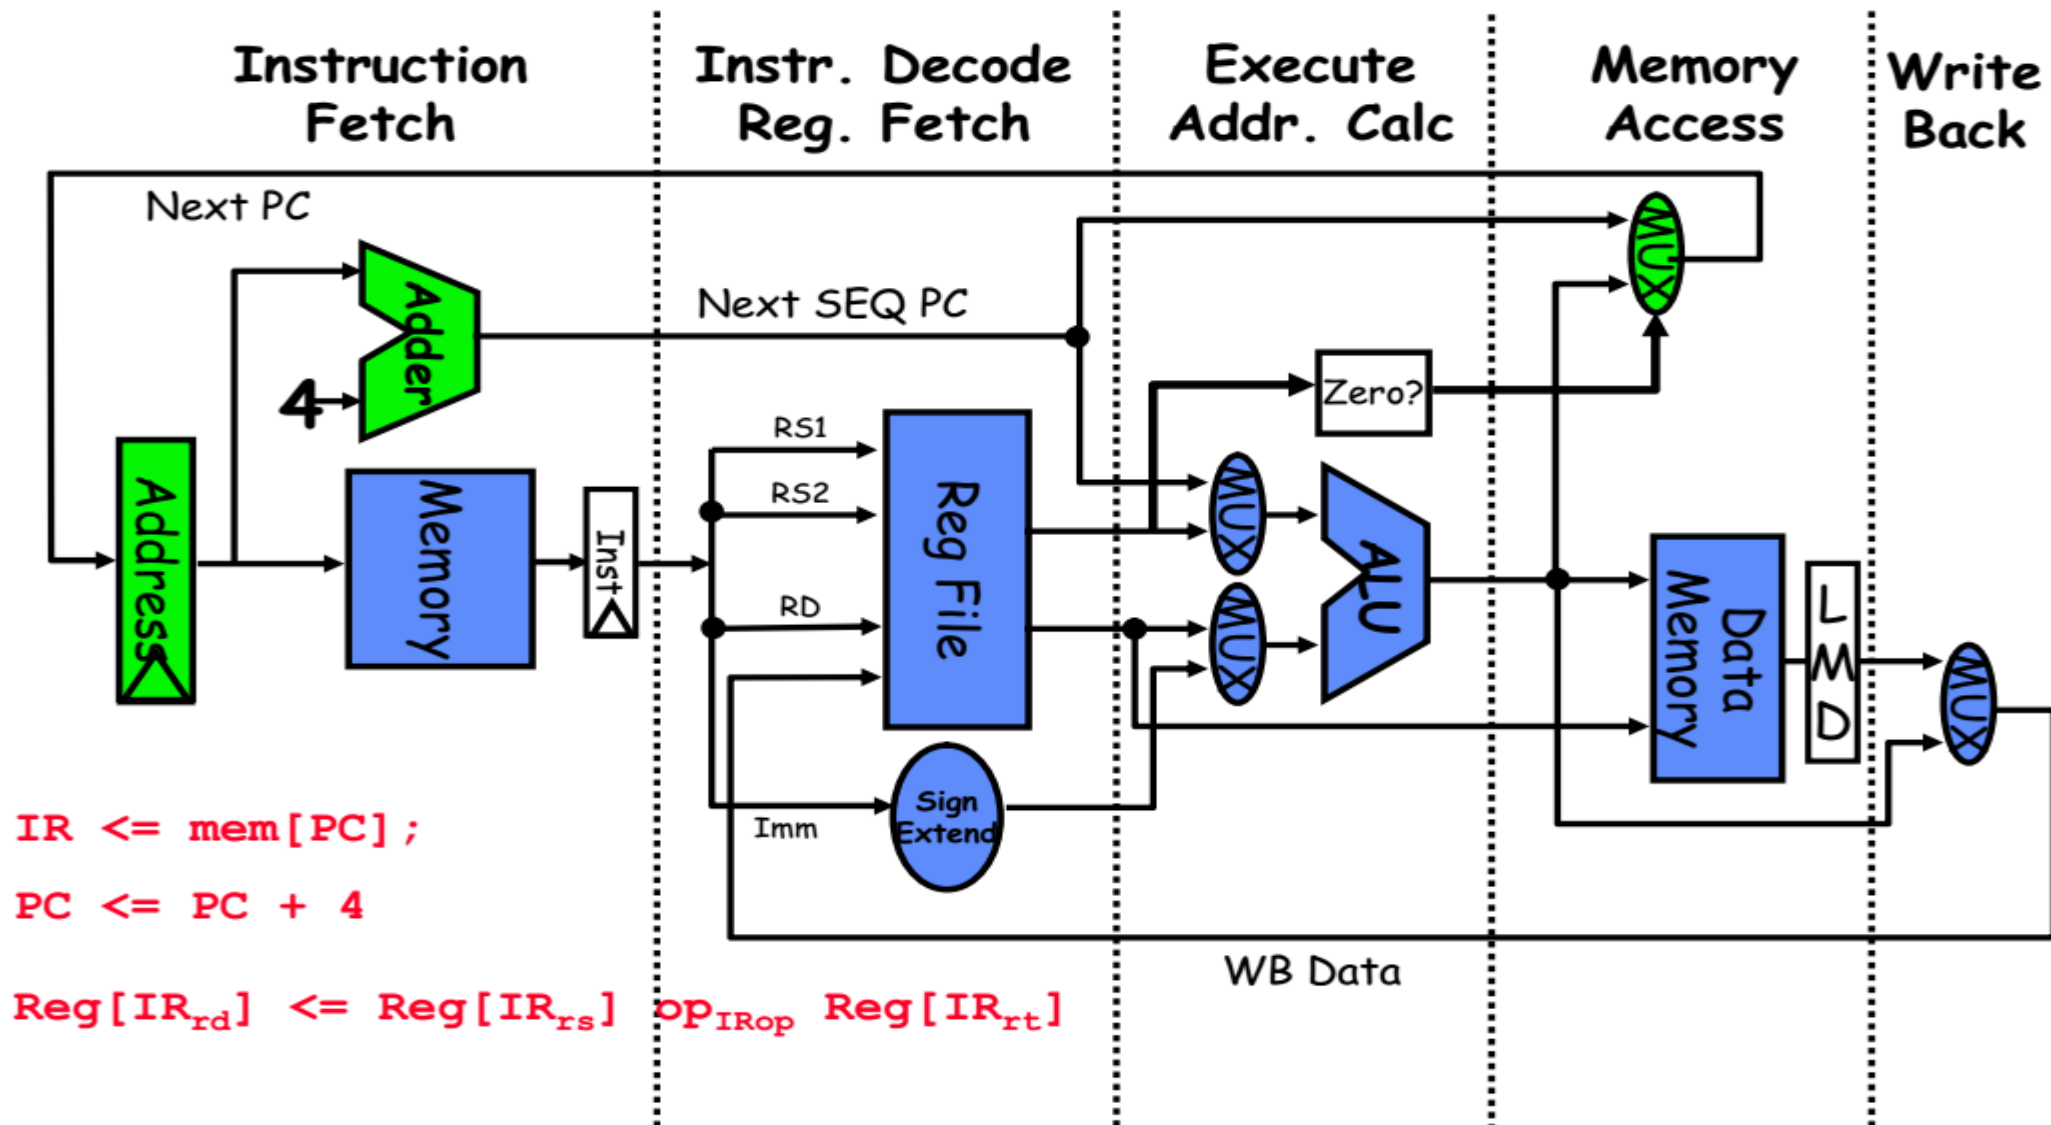 Instruction
Fetch
Instr. Decode
Reg. Fetch
Execute
Addr. Calc
Memory
Access
Write
Back
Next PC
Adder
4
Next SEQ PC
MUX
Zero?
Address
Memory
Inst
RS1
RS2
RD
Reg File
MUX
MUX
ALU
Data
Memory
L
M
D
MUX
Sign
Extend
Imm
WB Data
IR <= mem[PC];
PC <= PC + 4
Reg[IRrd] <= Reg[IRrs] opIRop Reg[IRrt]